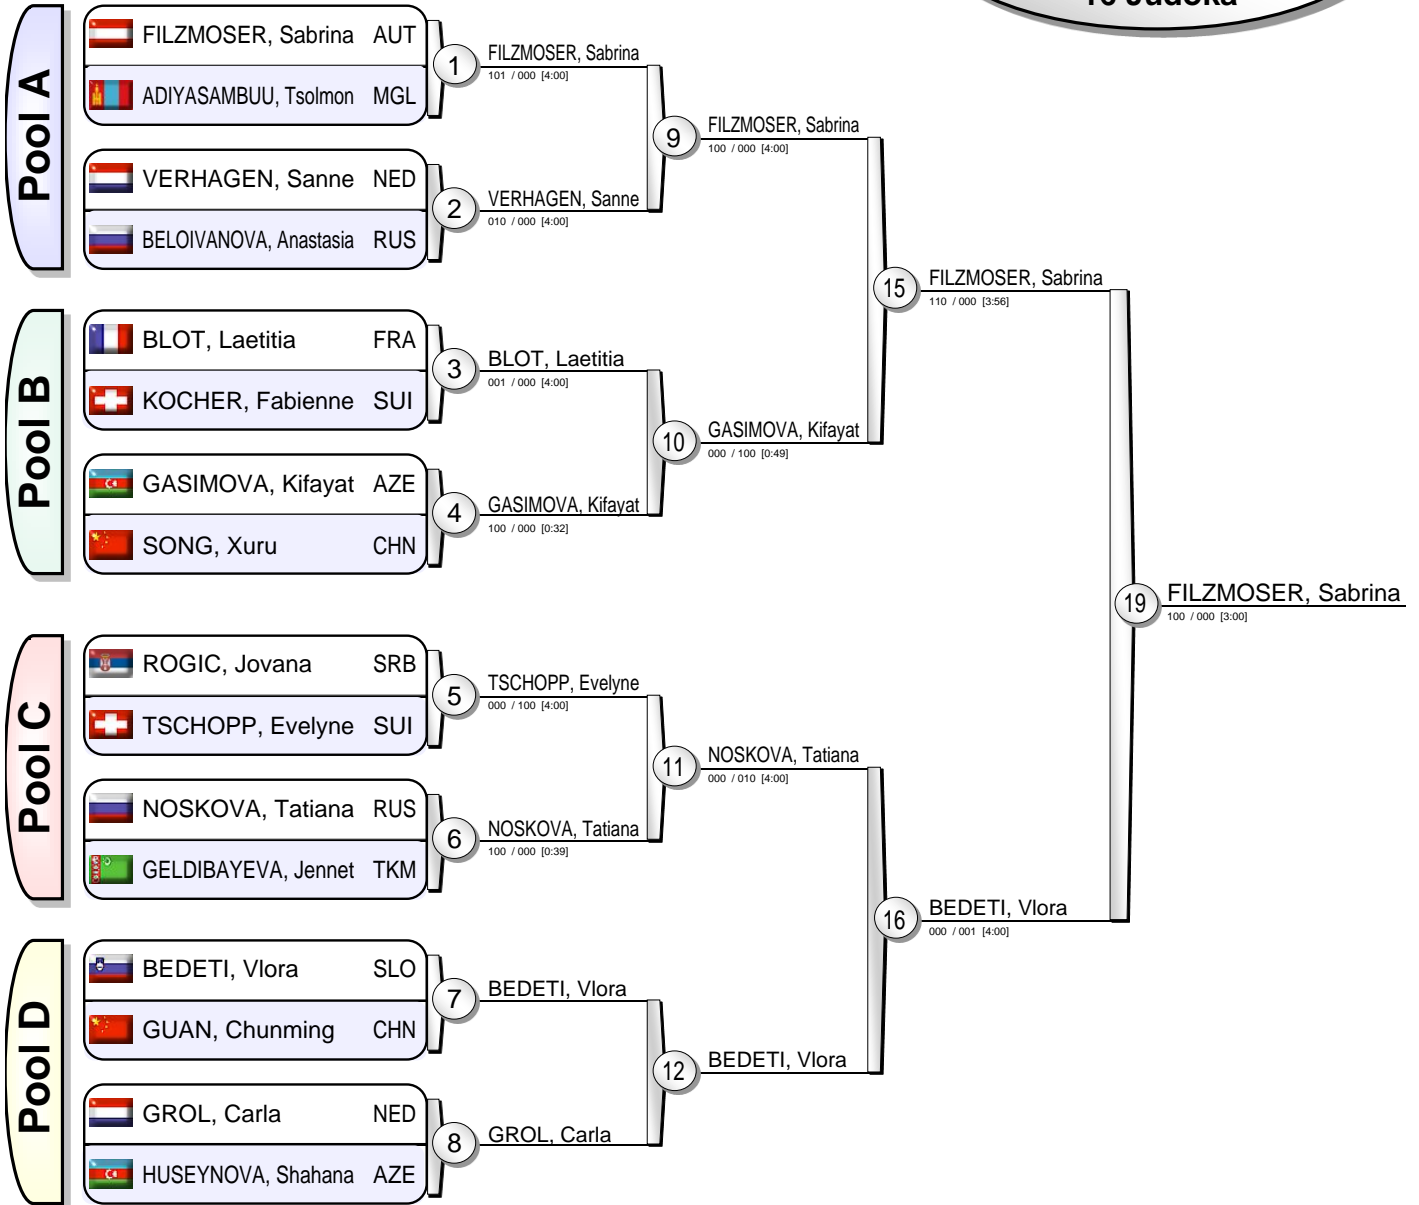 16 Judoka
Pool A
FILZMOSER, Sabrina AUT
ADIYASAMBUU, Tsolmon MGL
VERHAGEN, Sanne NED
BELOIVANOVA, Anastasia RUS
Pool B
BLOT, Laetitia FRA
KOCHER, Fabienne SUI
GASIMOVA, Kifayat AZE
SONG, Xuru CHN
Pool C
ROGIC, Jovana SRB
TSCHOPP, Evelyne SUI
NOSKOVA, Tatiana RUS
GELDIBAYEVA, Jennet TKM
Pool D
BEDETI, Vlora SLO
GUAN, Chunming CHN
GROL, Carla NED
HUSEYNOVA, Shahana AZE
1
FILZMOSER, Sabrina
101 / 000 [4:00]
2
VERHAGEN, Sanne
010 / 000 [4:00]
3
BLOT, Laetitia
001 / 000 [4:00]
4
GASIMOVA, Kifayat
100 / 000 [0:32]
5
TSCHOPP, Evelyne
000 / 100 [4:00]
6
NOSKOVA, Tatiana
100 / 000 [0:39]
7
BEDETI, Vlora
8
GROL, Carla
9
FILZMOSER, Sabrina
100 / 000 [4:00]
10
GASIMOVA, Kifayat
000 / 100 [0:49]
11
NOSKOVA, Tatiana
000 / 010 [4:00]
12
BEDETI, Vlora
15
FILZMOSER, Sabrina
110 / 000 [3:56]
16
BEDETI, Vlora
000 / 001 [4:00]
19
FILZMOSER, Sabrina
100 / 000 [3:00]